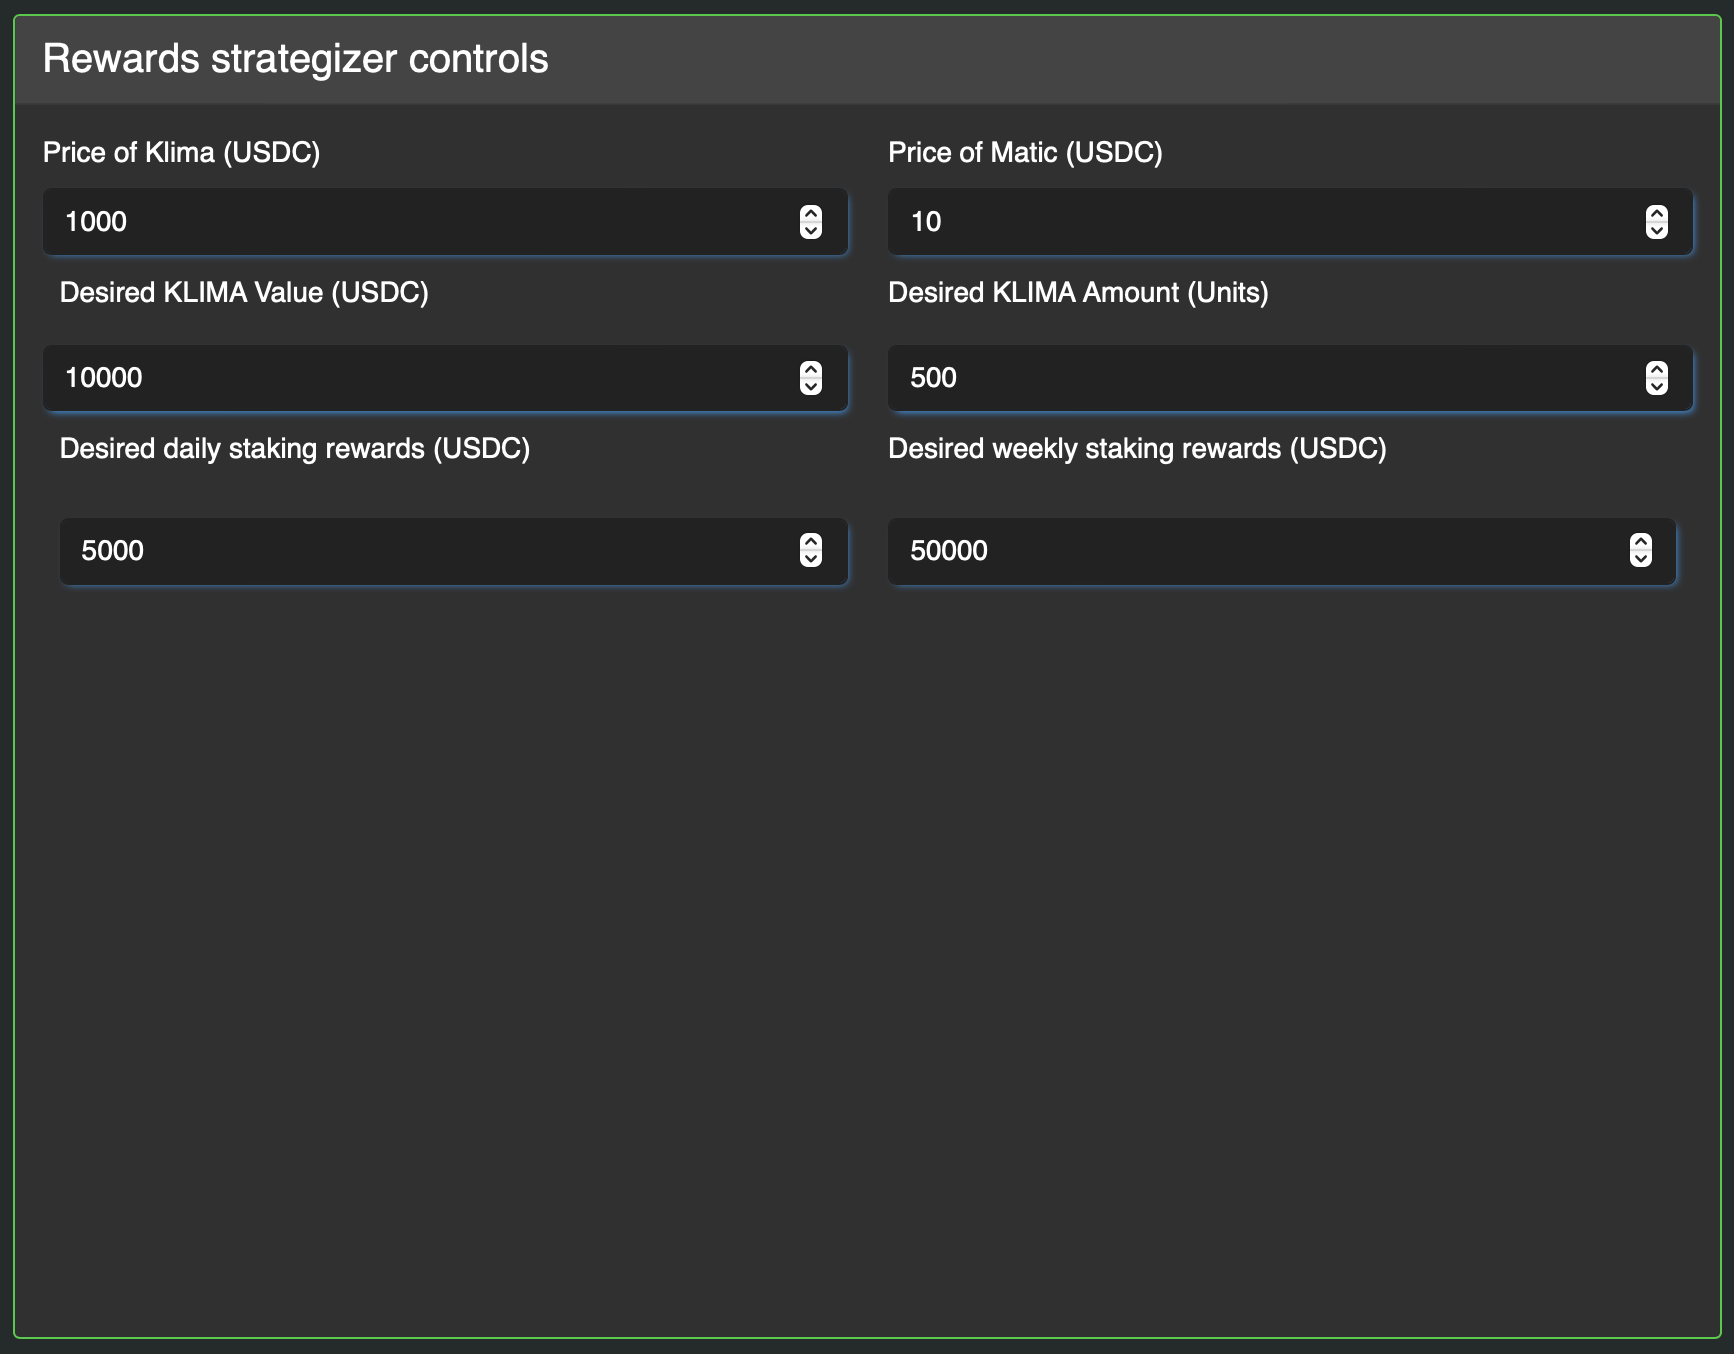 Rewards strategizer controls
Price of Klima (USDC)
Price of Matic (USDC)
1000
10
Desired KLIMA Value (USDC)
Desired KLIMA Amount (Units)
10000
500
Desired daily staking rewards (USDC)
Desired weekly staking rewards (USDC)
5000
50000